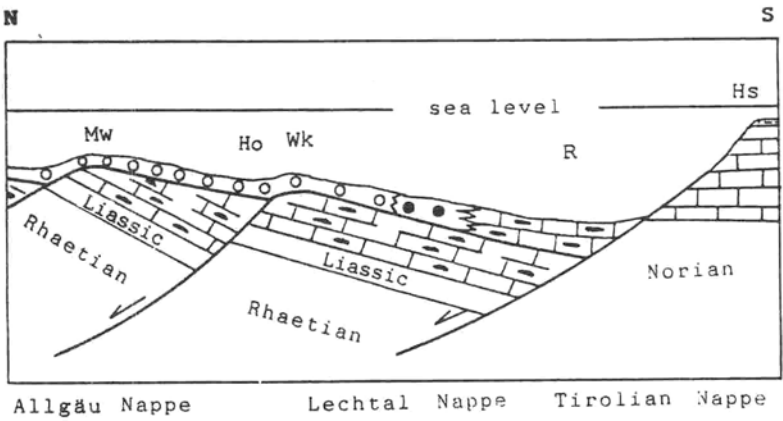 N S
sea level Hs
Mw Ho Wk R
Liassic
Rhaetian
Liassic
Norian
Rhaetian
Allgäu Nappe Lechtal Nappe Tirolian Nappe